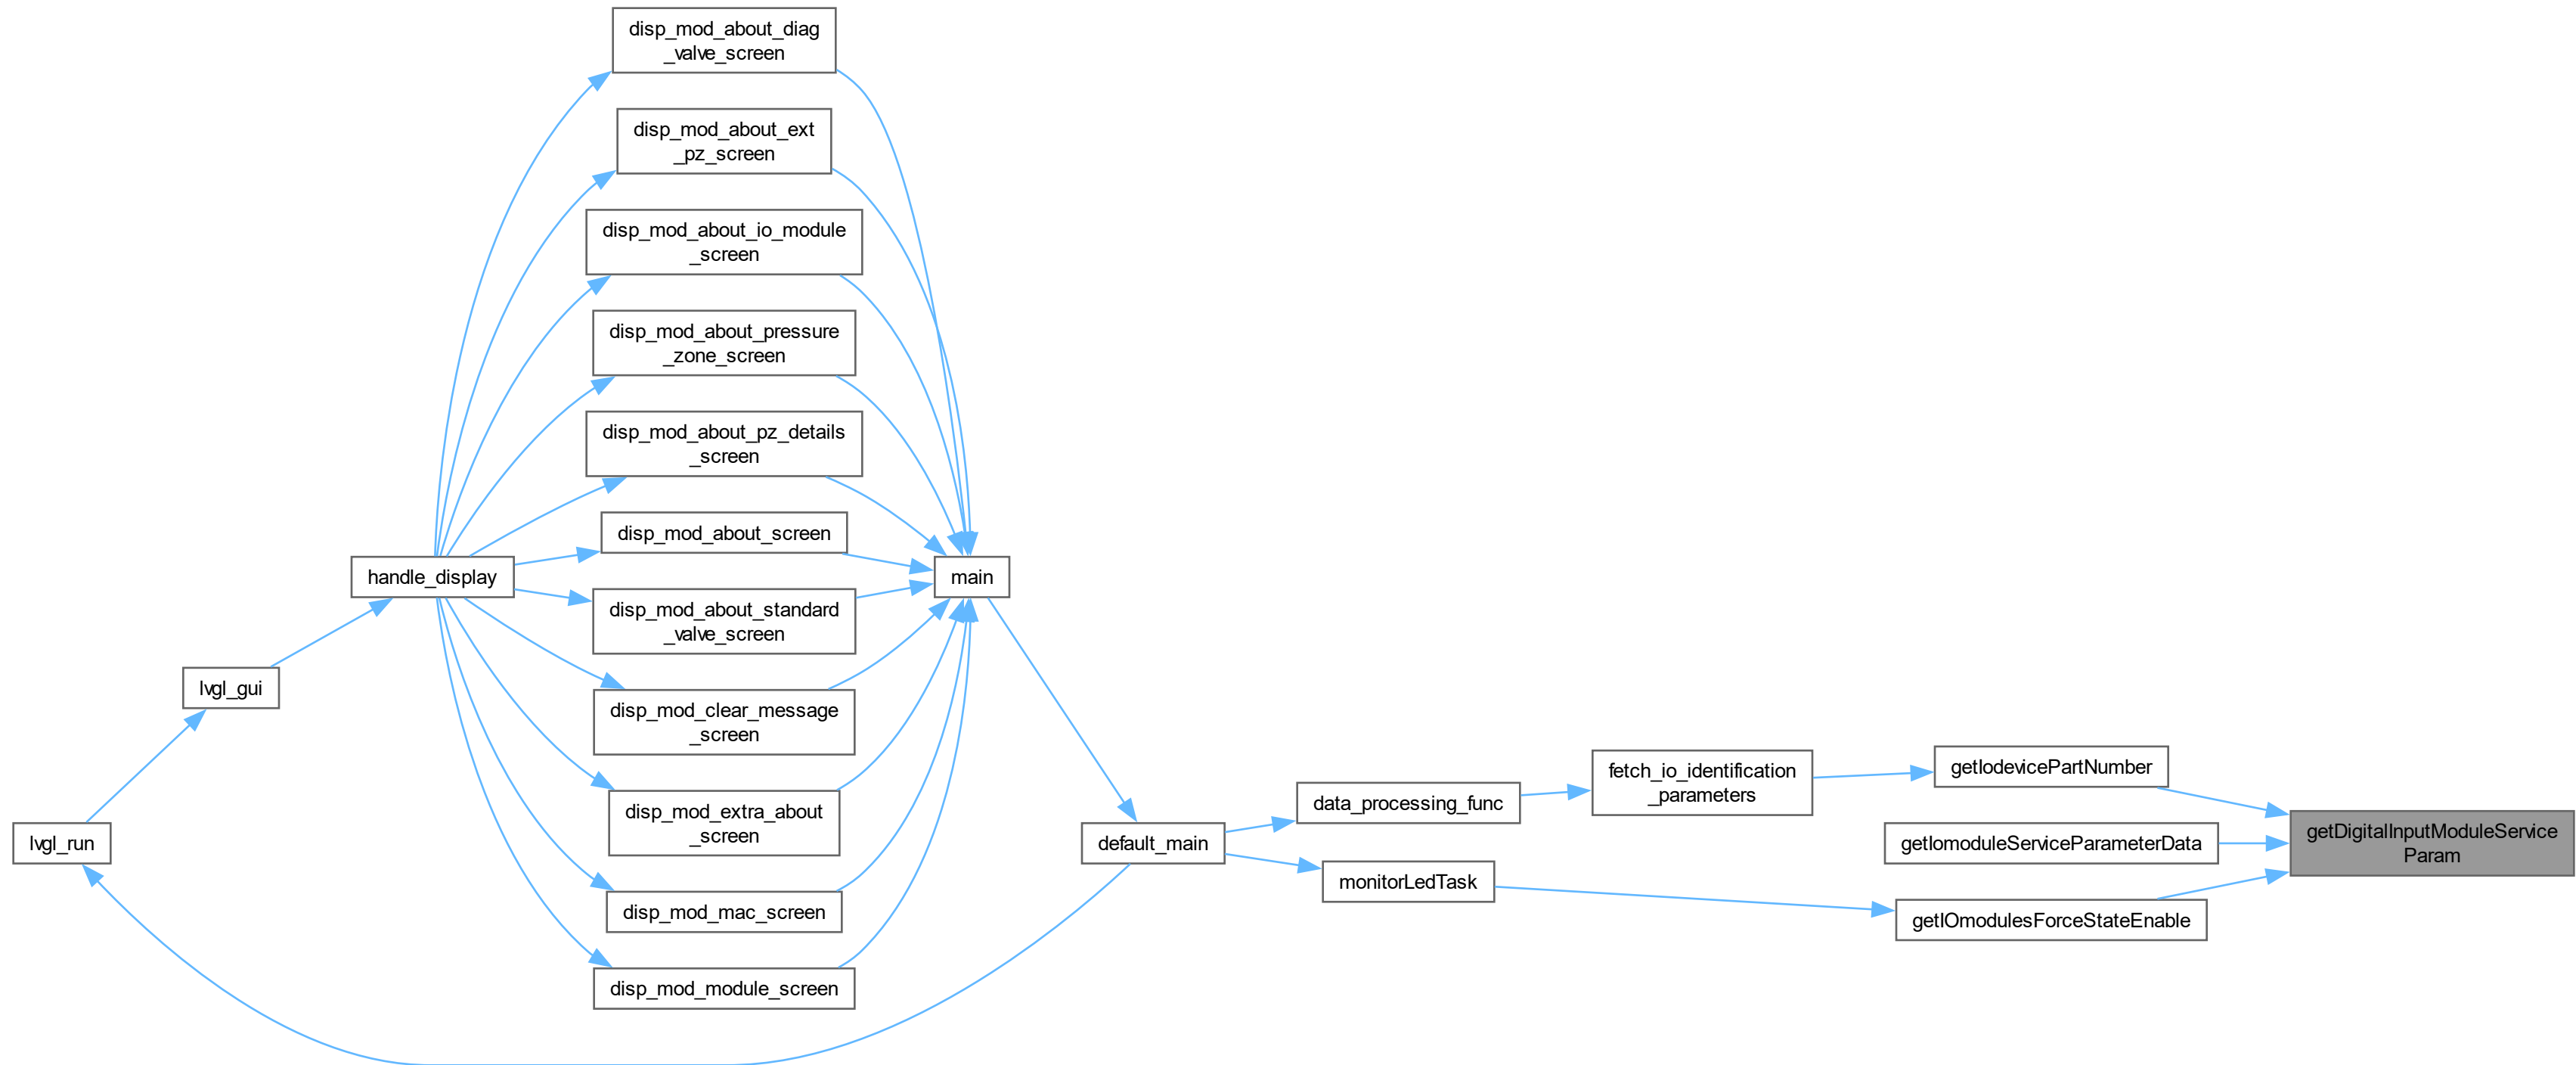 disp_mod_about_diag
_valve_screen
disp_mod_about_ext
_pz_screen
disp_mod_about_io_module
_screen
disp_mod_about_pressure
_zone_screen
disp_mod_about_pz_details
_screen
disp_mod_about_screen
handle_display
main
disp_mod_about_standard
_valve_screen
lvgl_gui
disp_mod_clear_message
_screen
disp_mod_extra_about
_screen
lvgl_run
disp_mod_mac_screen
disp_mod_module_screen
default_main
data_processing_func
monitorLedTask
fetch_io_identification
_parameters
getIodevicePartNumber
getIomoduleServiceParameterData
getIOmodulesForceStateEnable
getDigitalInputModuleService
Param